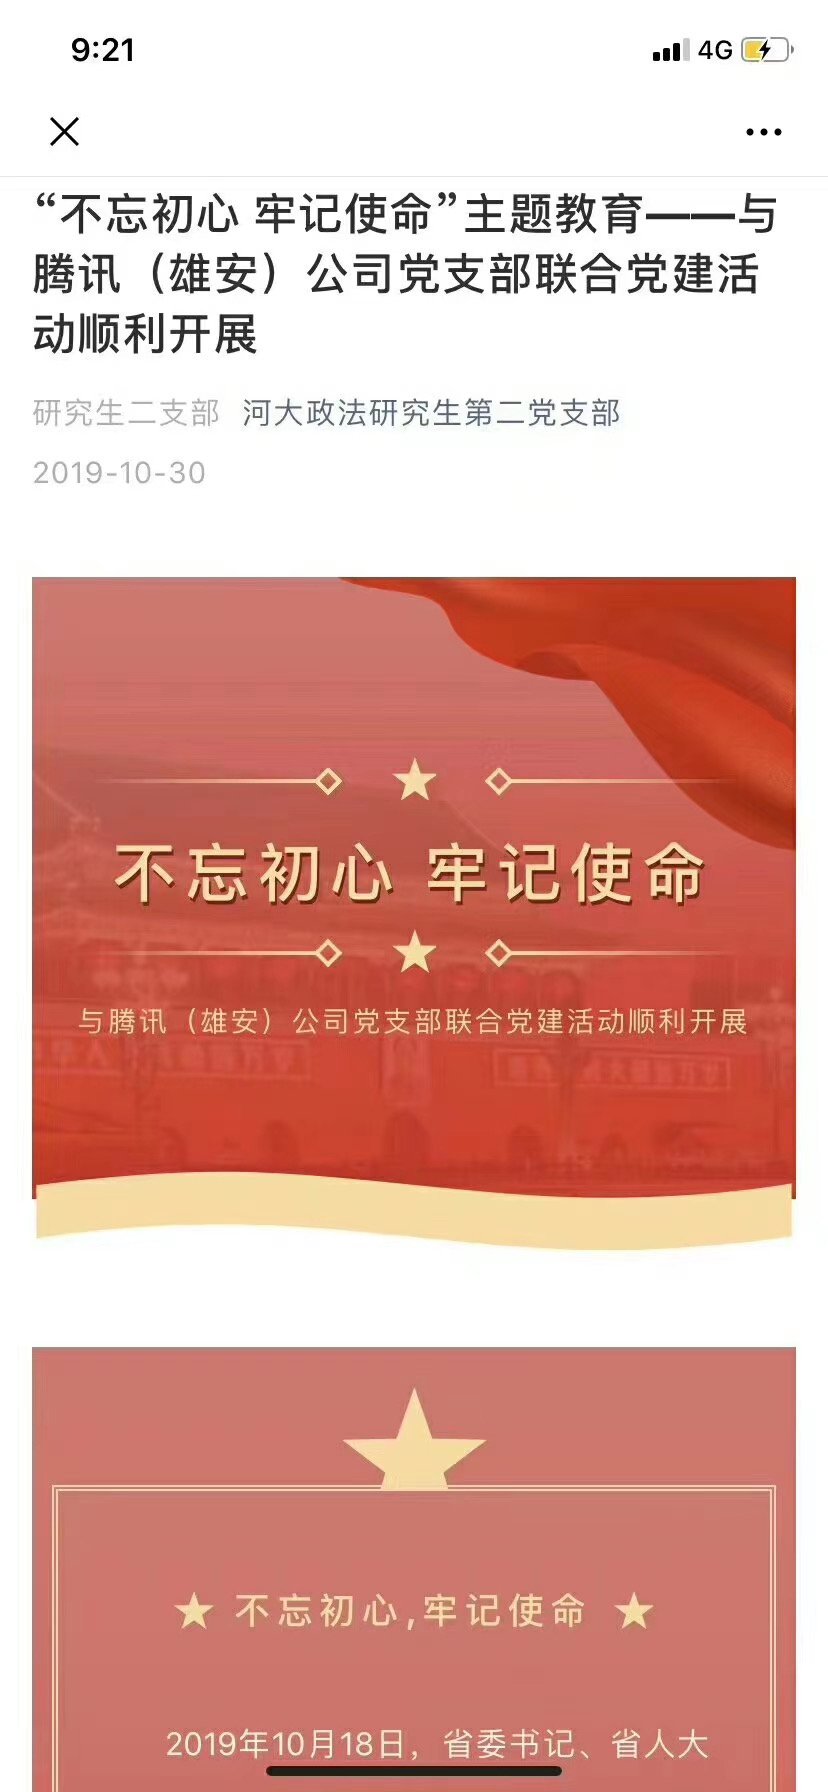 9:21
4G
“不忘初心 牢记使命”主题教育——与
腾讯（雄安）公司党支部联合党建活
动顺利开展
研究生二支部 河大政法研究生第二党支部
2019-10-30
不忘初心 牢记使命
与腾讯（雄安）公司党支部联合党建活动顺利开展
不忘初心,牢记使命
2019年10月18日，省委书记、省人大